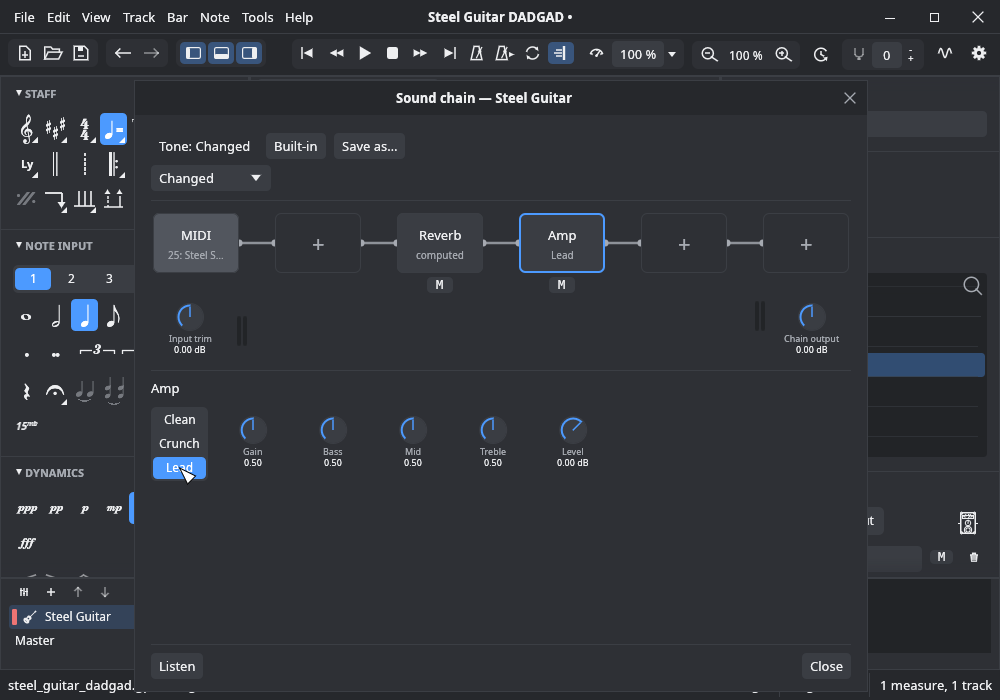 File Edit View Track Bar Note Tools Help
Steel Guitar DADGAD •
100 %
100 %
0
STAFF
Sound chain — Steel Guitar
Tone: Changed
Built-in
Save as...
Changed
Ly
MIDI
25: Steel S...
+
Reverb
computed
Amp
Lead
+
+
M
M
NOTE INPUT
1 2 3
Input trim
0.00 dB
Chain output
0.00 dB
3
15mb
Amp
Clean
Crunch
Lead
Gain
0.50
Bass
0.50
Mid
0.50
Treble
0.50
Level
0.00 dB
DYNAMICS
ppp pp p mp
fff
M
Steel Guitar
Master
Listen
Close
steel_guitar_dadgad.
1 measure, 1 track